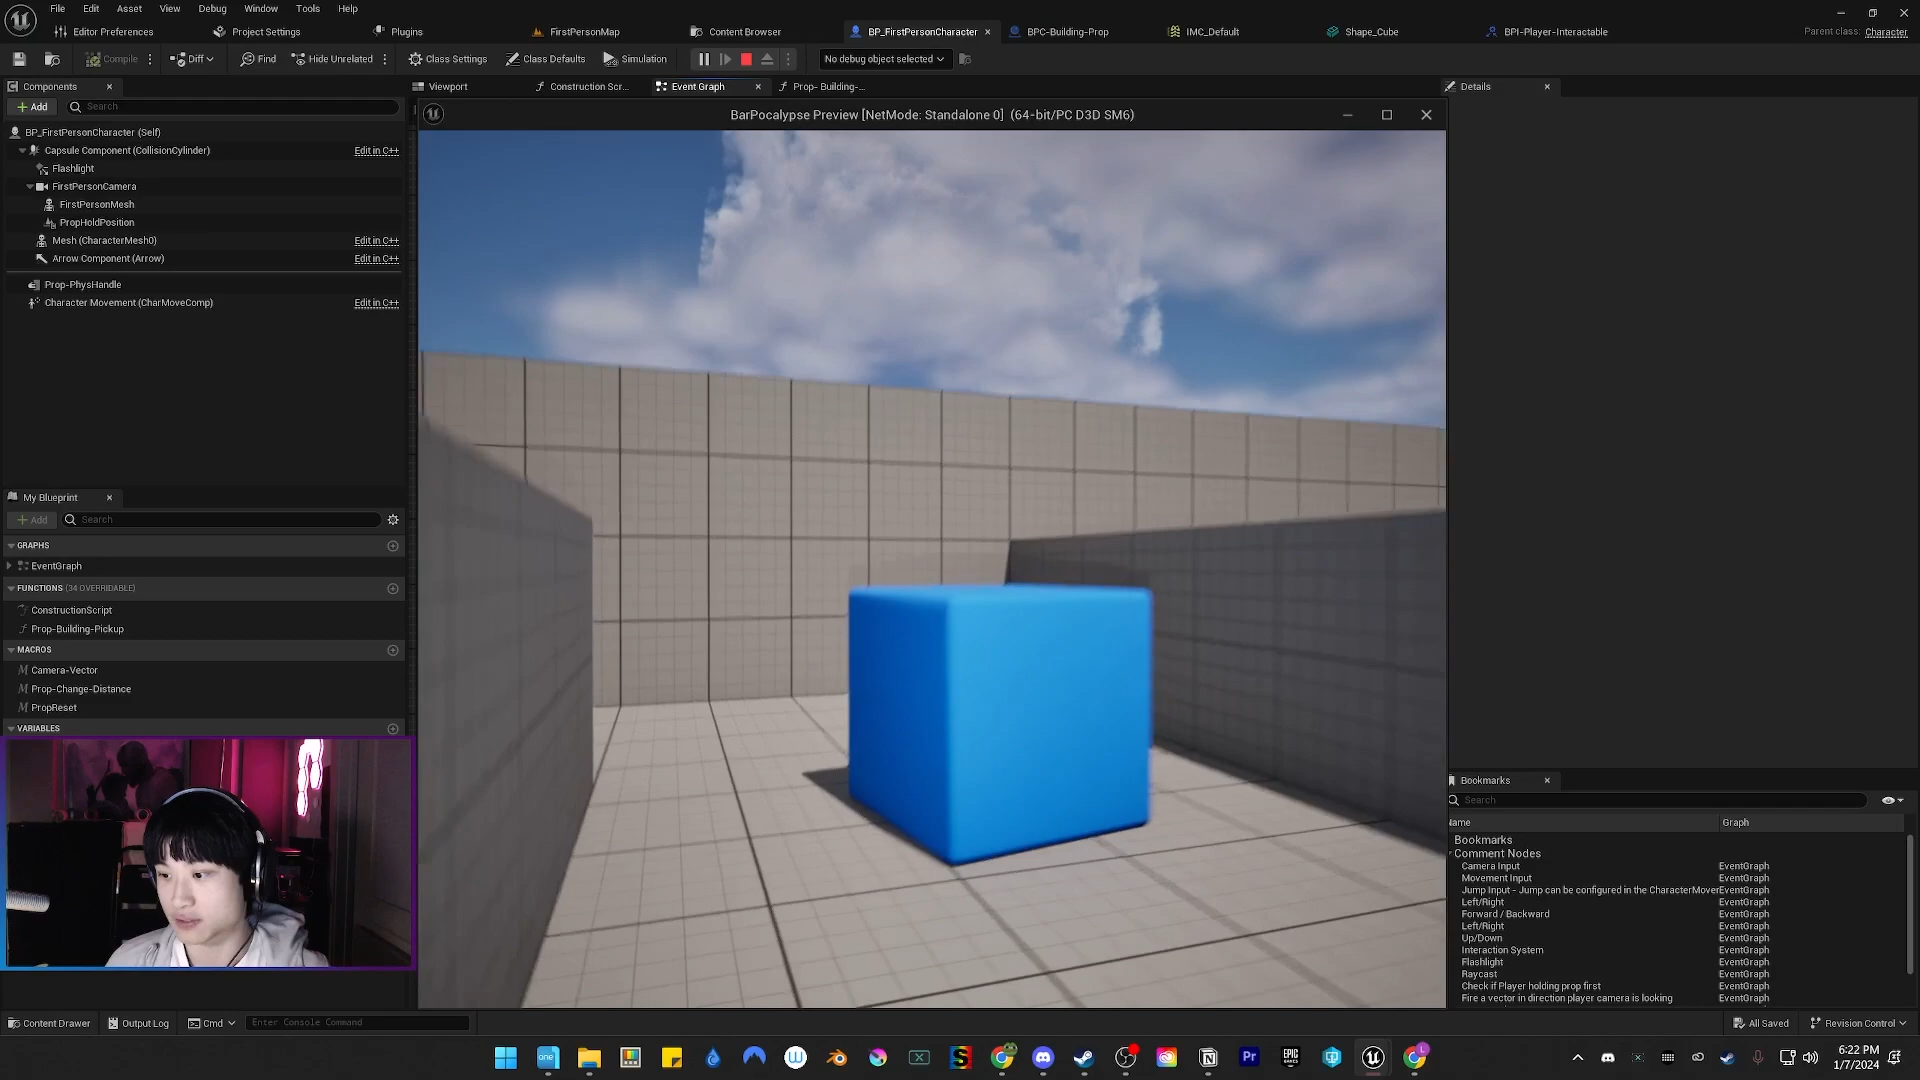 File Edit Asset View Debug Window Tools Help
Editor Preferences Project Settings Plugins FirstPersonMap Content Browser BP_FirstPersonCharacter BPC-Building-Prop IMC_Default Shape_Cube BPI-Player-Interactable Parent class: Character
Compile Diff Find Hide Unrelated Class Settings Class Defaults Simulation No debug object selected
Components
Viewport Construction Scr... Event Graph Prop- Building-... Details
Add Search
BarPocalypse Preview [NetMode: Standalone 0] (64-bit/PC D3D SM6)
BP_FirstPersonCharacter (Self)
Capsule Component (CollisionCylinder) Edit in C++
Flashlight
FirstPersonCamera
FirstPersonMesh
PropHoldPosition
Mesh (CharacterMesh0) Edit in C++
Arrow Component (Arrow) Edit in C++
Prop-PhysHandle
Character Movement (CharMoveComp) Edit in C++
My Blueprint
Add Search
GRAPHS
EventGraph
FUNCTIONS (34 OVERRIDABLE)
ConstructionScript
Prop-Building-Pickup
MACROS
Camera-Vector
Prop-Change-Distance
PropReset
VARIABLES
Bookmarks
Search
Name Graph
Bookmarks
Comment Nodes
Camera Input EventGraph
Movement Input EventGraph
Jump Input - Jump can be configured in the CharacterMover EventGraph
Left/Right EventGraph
Forward / Backward EventGraph
Left/Right EventGraph
Up/Down EventGraph
Interaction System EventGraph
Flashlight EventGraph
Raycast EventGraph
Check if Player holding prop first EventGraph
Fire a vector in direction player camera is looking EventGraph
Content Drawer Output Log Cmd Enter Console Command All Saved Revision Control
one W X S Pr EPIC GAMES
6:22 PM
1/7/2024